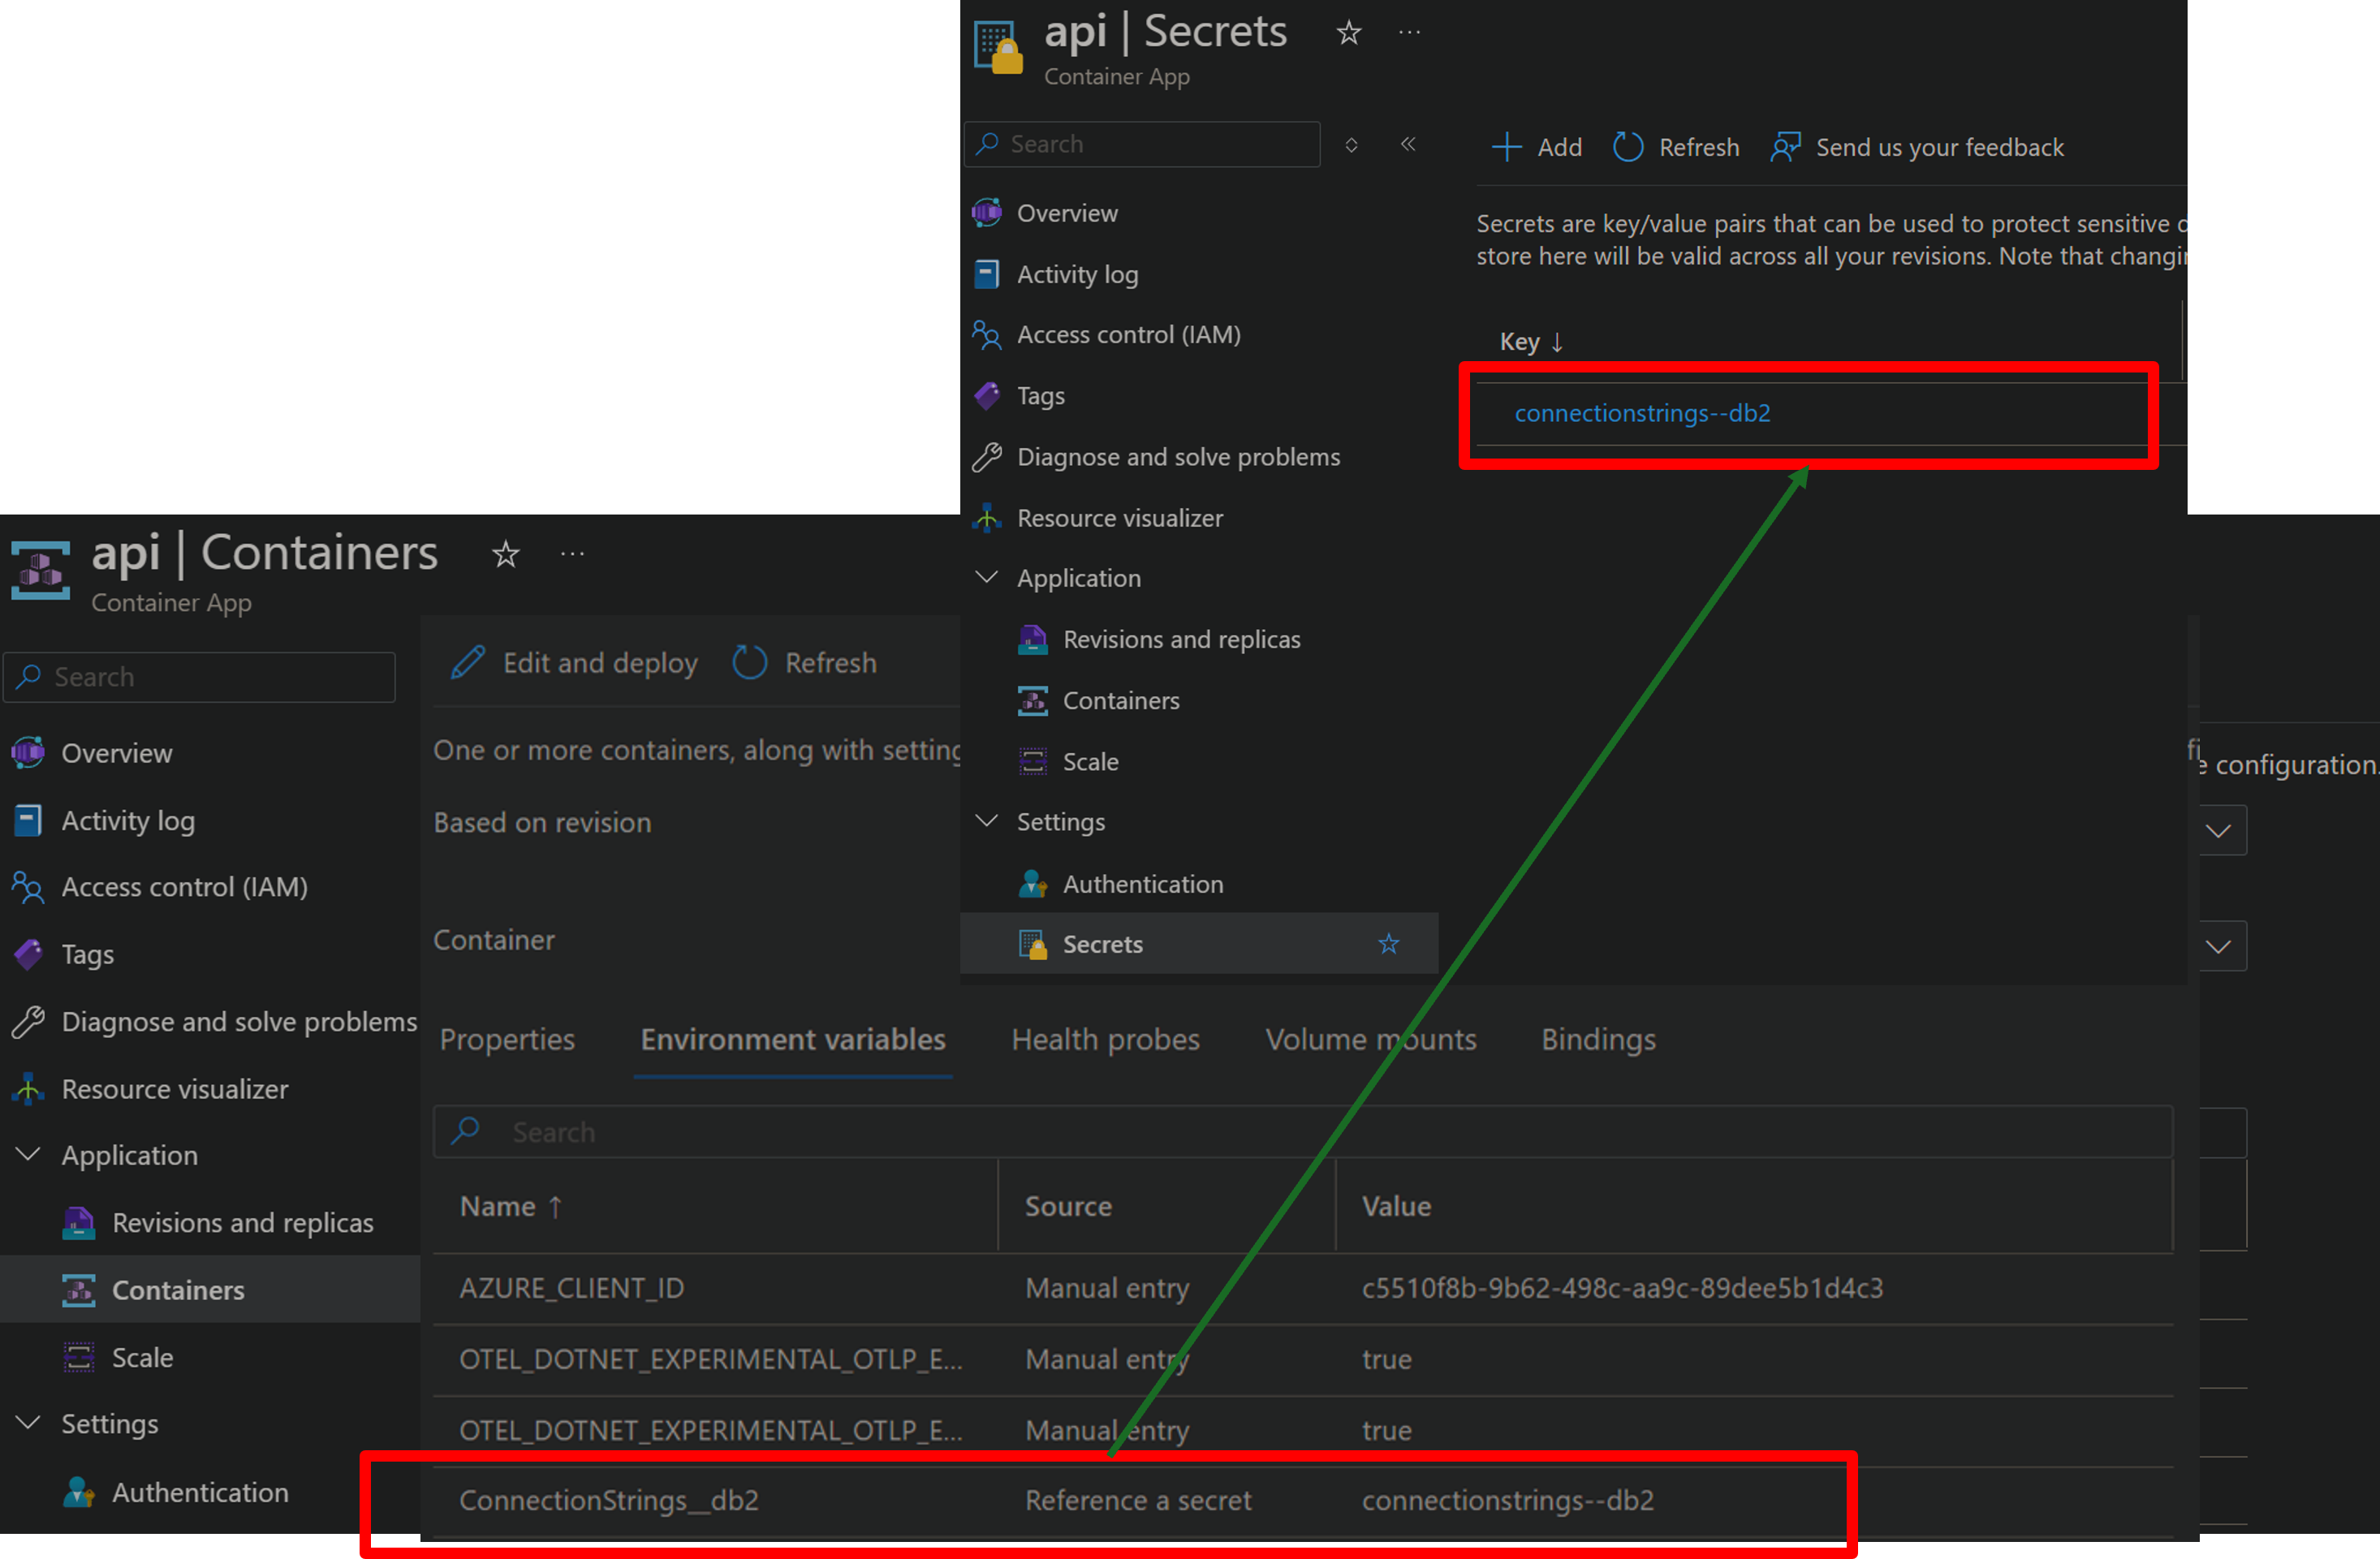 api | Secrets
...
Container App
Search
Add
Refresh
Send us your feedback
Overview
Activity log
Access control (IAM)
Tags
Diagnose and solve problems
Resource visualizer
Application
Revisions and replicas
Containers
Scale
Settings
Authentication
Secrets
Secrets are key/value pairs that can be used to protect sensitive
store here will be valid across all your revisions. Note that
Key ↓
connectionstrings--db2
api | Containers
...
Container App
Search
Overview
Activity log
Access control (IAM)
Tags
Diagnose and solve problems
Resource visualizer
Application
Revisions and replicas
Containers
Scale
Settings
Authentication
Edit and deploy
Refresh
One or more containers, along with
configuration.
Based on revision
Container
Properties
Environment variables
Health probes
Volume mounts
Bindings
Search
Name ↑ Source Value
AZURE_CLIENT_ID Manual entry c5510f8b-9b62-498c-aa9c-89dee5b1d4c3
OTEL_DOTNET_EXPERIMENTAL_OTLP_E... Manual entry true
OTEL_DOTNET_EXPERIMENTAL_OTLP_E... Manual entry true
ConnectionStrings__db2 Reference a secret connectionstrings--db2